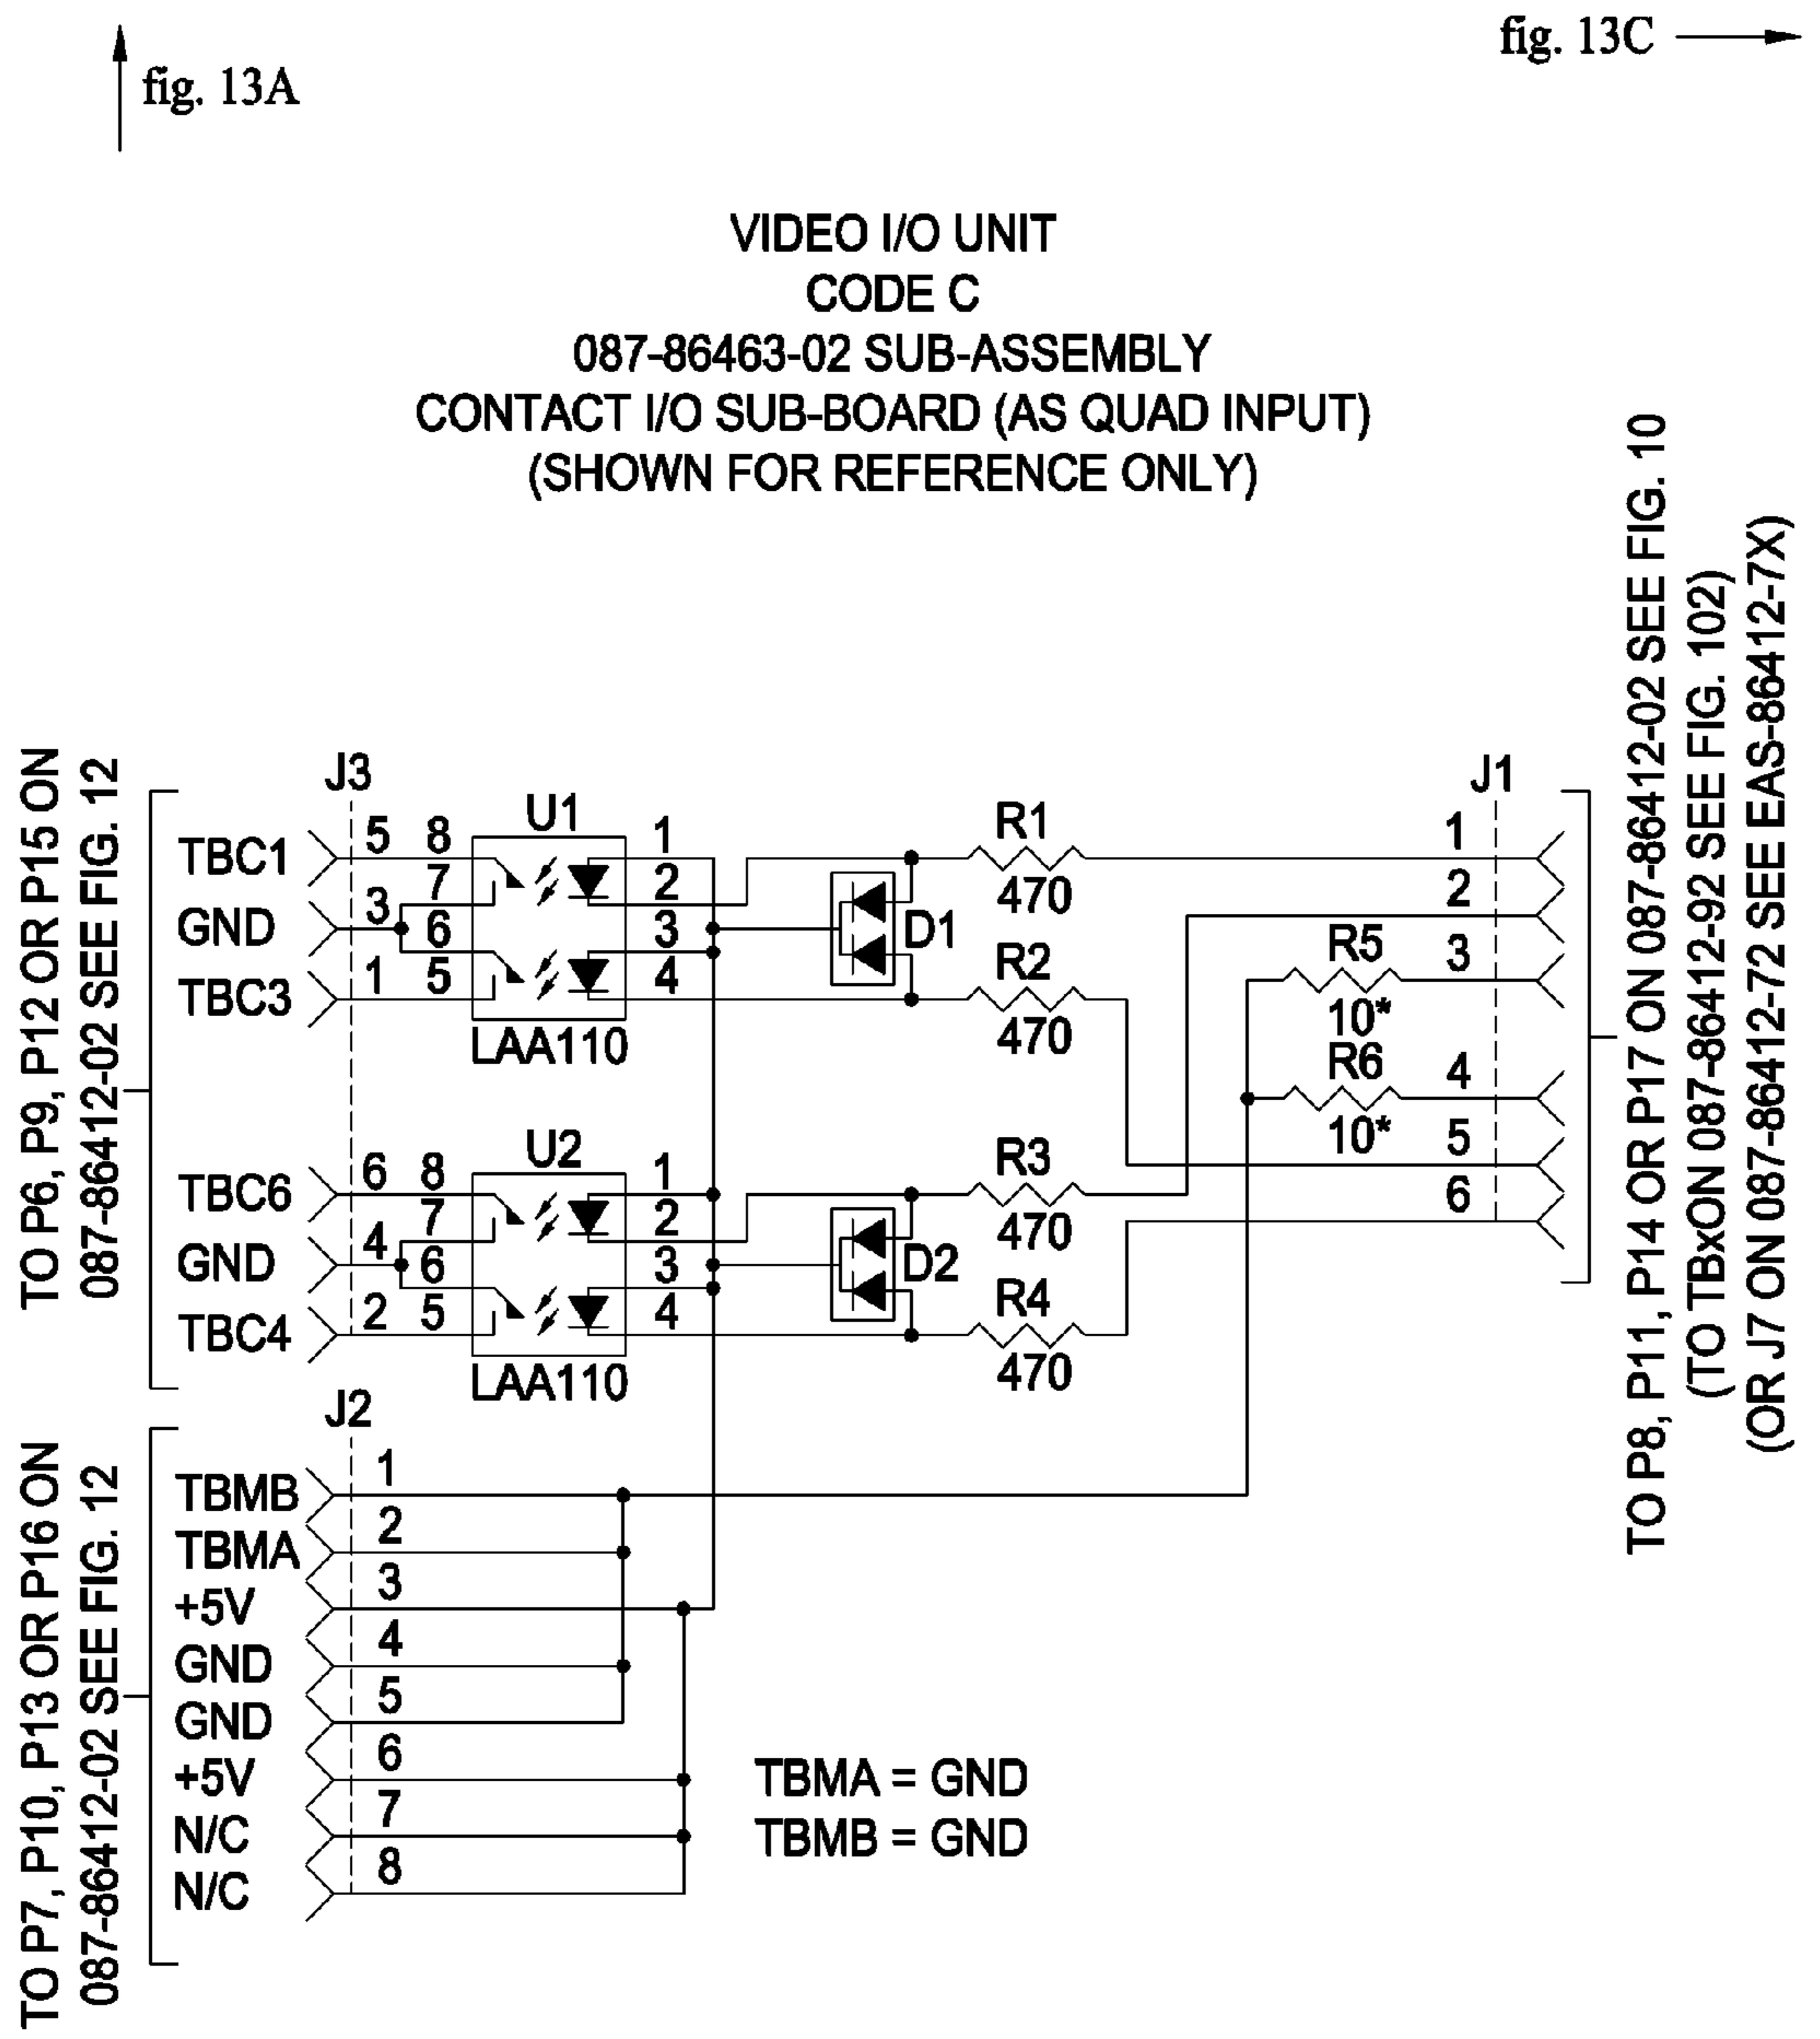 fig. 13A
fig. 13C
VIDEO I/O UNIT
CODE C
087-86463-02 SUB-ASSEMBLY
CONTACT I/O SUB-BOARD (AS QUAD INPUT)
(SHOWN FOR REFERENCE ONLY)
TO P6, P9, P12 OR P15 ON
087-86412-02 SEE FIG. 12
J3
TBC1
5
8
U1
1
7
2
GND
3
6
3
TBC3
1
5
4
LAA110
D1
R1
470
R2
470
J1
1
2
R5
3
10*
R6
4
10*
5
6
TBC6
6
8
U2
1
7
2
GND
4
6
3
TBC4
2
5
4
LAA110
D2
R3
470
R4
470
TO P8, P11, P14 OR P17 ON 087-86412-02 SEE FIG. 10
(TO TBxON 087-86412-92 SEE FIG. 102)
(OR J7 ON 087-86412-72 SEE EAS-86412-7X)
TO P7, P10, P13 OR P16 ON
087-86412-02 SEE FIG. 12
J2
TBMB
1
TBMA
2
+5V
3
GND
4
GND
5
+5V
6
N/C
7
N/C
8
TBMA = GND
TBMB = GND